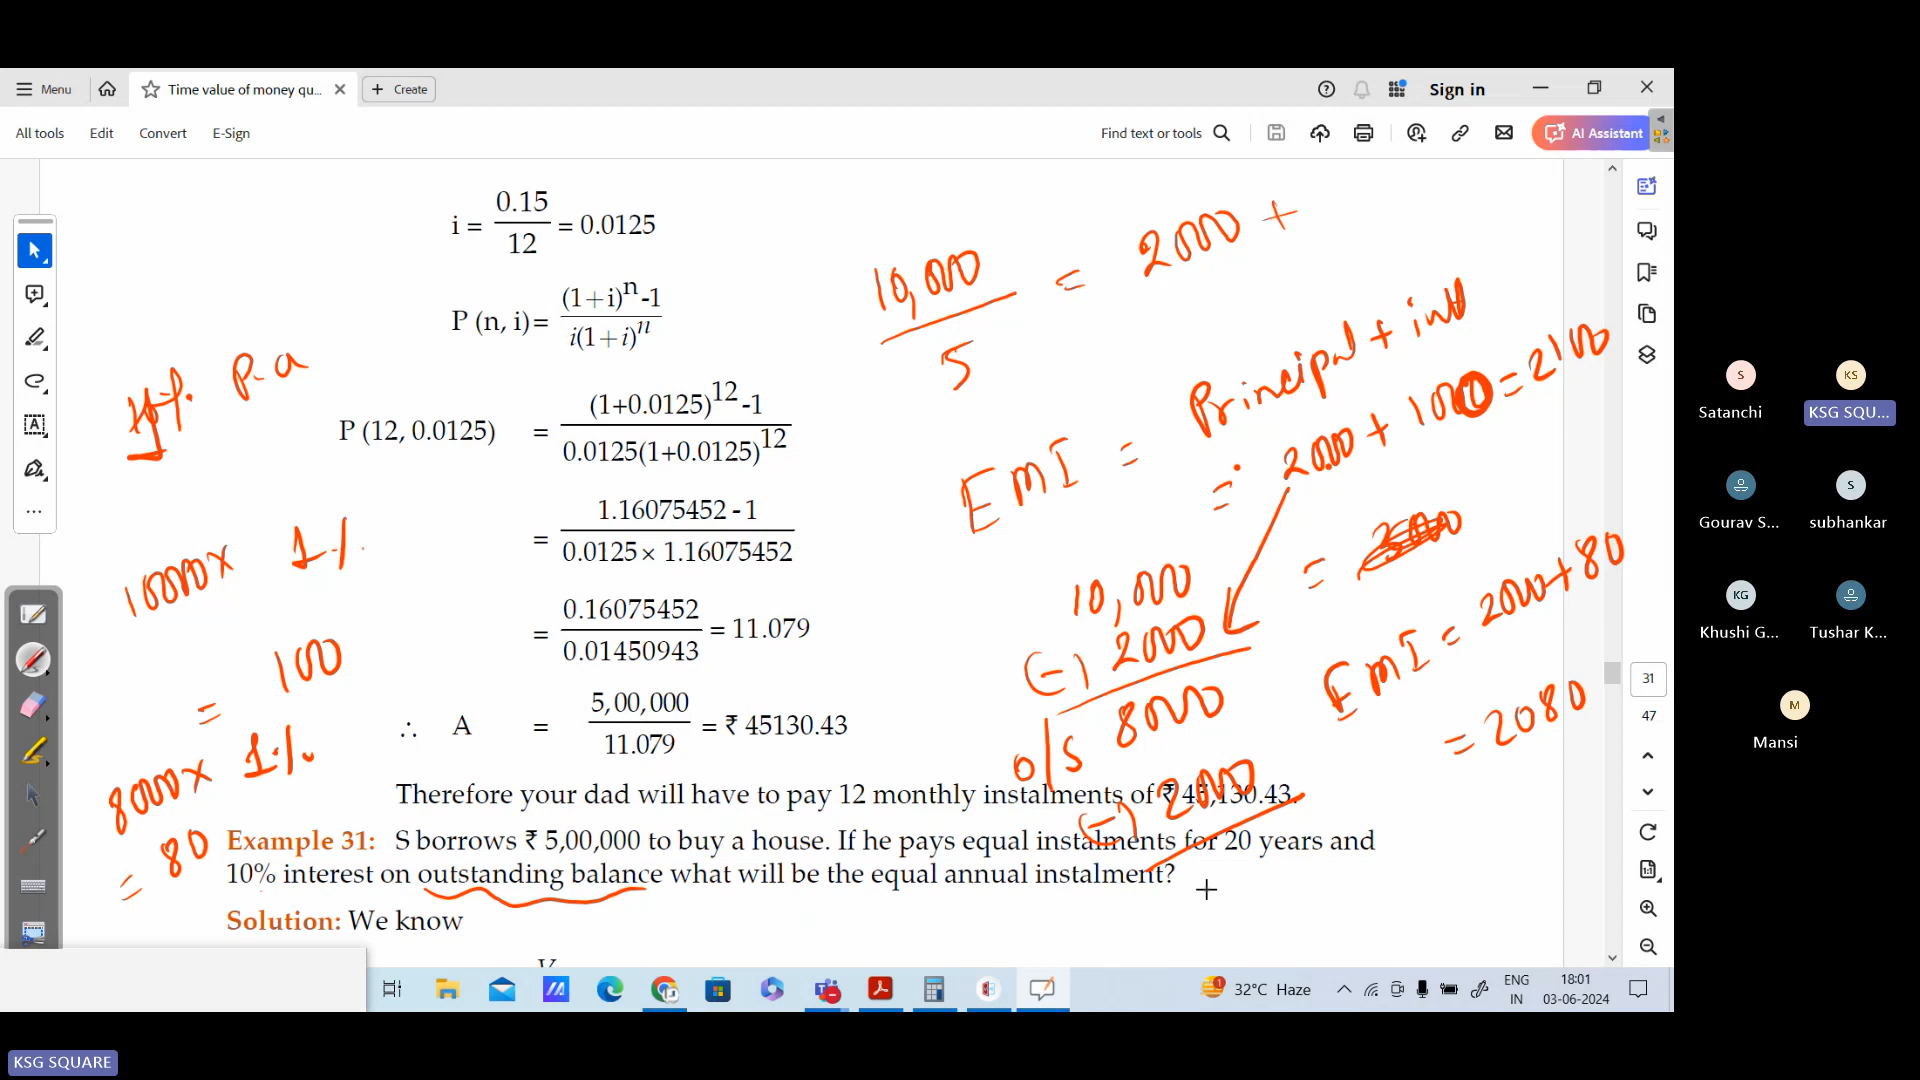 Menu
Time value of money qu...
Create
Sign in
All tools Edit Convert E-Sign
Find text or tools
AI Assistant
i = 0.15 / 12 = 0.0125
P (n, i) = (1+i)^n -1 / i(1+i)^n
P (12, 0.0125) = (1+0.0125)^12 -1 / 0.0125(1+0.0125)^12
= 1.16075452 - 1 / 0.0125 × 1.16075452
= 0.16075452 / 0.01450943 = 11.079
∴ A = 5,00,000 / 11.079 = ₹ 45130.43
Therefore your dad will have to pay 12 monthly instalments of ₹ 45,130.43.
Example 31: S borrows ₹ 5,00,000 to buy a house. If he pays equal instalments for 20 years and
10% interest on outstanding balance what will be the equal annual instalment?
Solution: We know
V
P.a
10000 x 1%
= 100
8000 x 1%
= 80
10,000 / 5 = 2000 +
EMI = Principal + int
= 2000 + 100 = 2100
=
10,000
(-) 2000
O/S 8000
(-) 2000
EMI = 2000 + 80
= 2080
31
47
1:1
Satanchi
KS
KSG SQU...
S
S
Gourav S...
subhankar
KG
Khushi G...
Tushar K...
M
Mansi
32°C Haze
ENG
IN
18:01
03-06-2024
KSG SQUARE